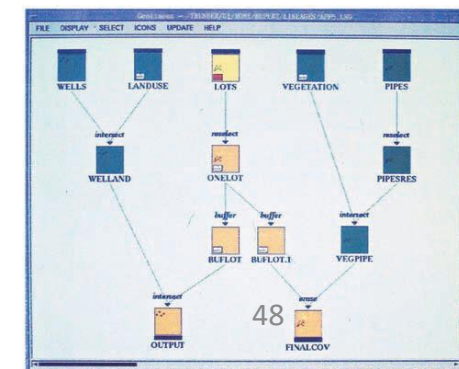 FILE DISPLAY SELECT ICONS UPDATE HELP
WELLS LANDUSE LOTS VEGETATION PIPES
intersect reselect reselect
WELLAND ONELOT PIPESRES
buffer buffer intersect
BUFLOT BUFLOT.1 VEGPIPE
intersect erase
48
OUTPUT FINALCOV